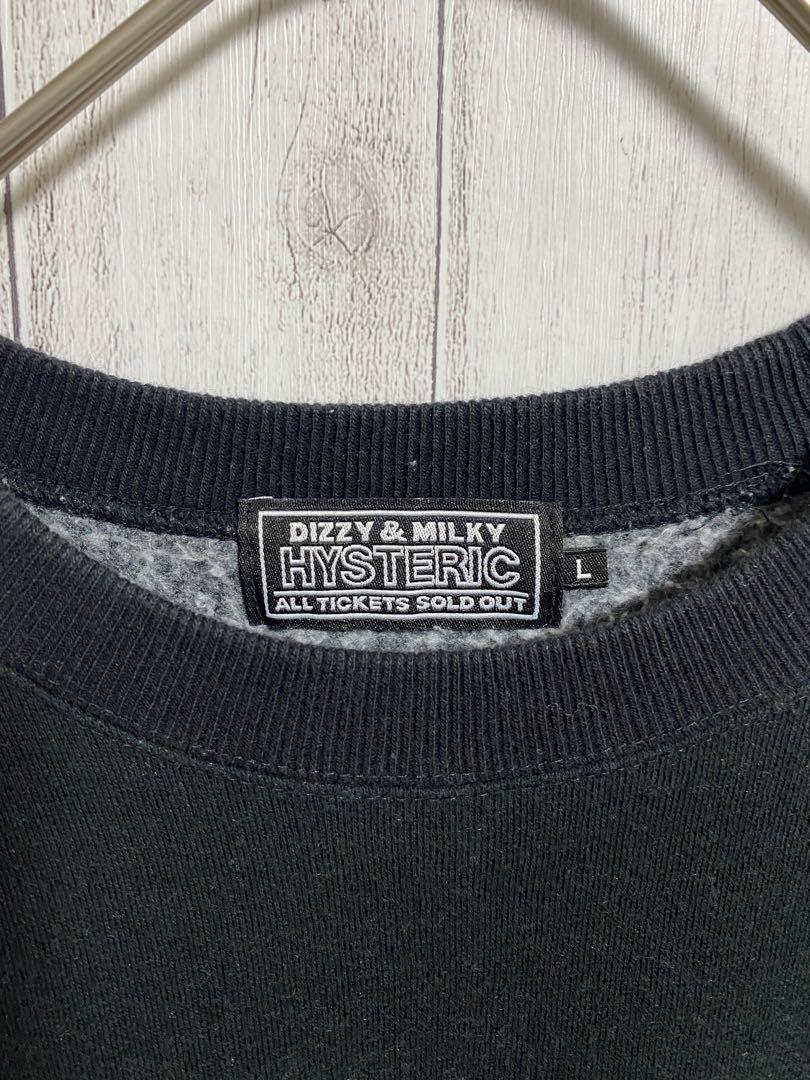 DIZZY & MILKY
HYSTERIC
ALL TICKETS SOLD OUT
L